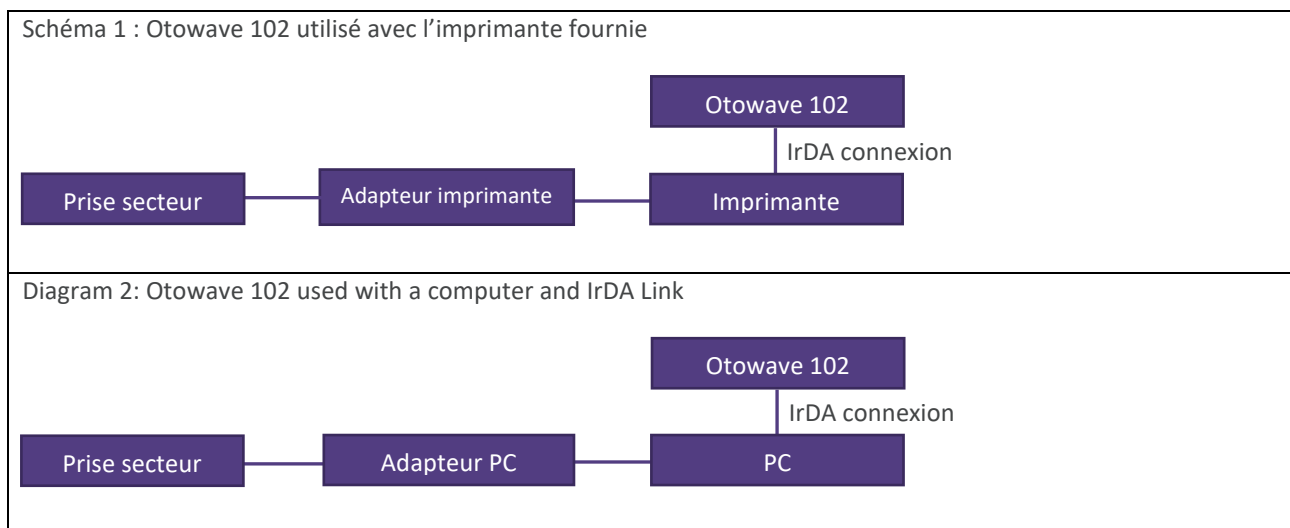 Schéma 1 : Otowave 102 utilisé avec l’imprimante fournie
Otowave 102
IrDA connexion
Prise secteur
Adapteur imprimante
Imprimante
Diagram 2: Otowave 102 used with a computer and IrDA Link
Otowave 102
IrDA connexion
Prise secteur
Adapteur PC
PC